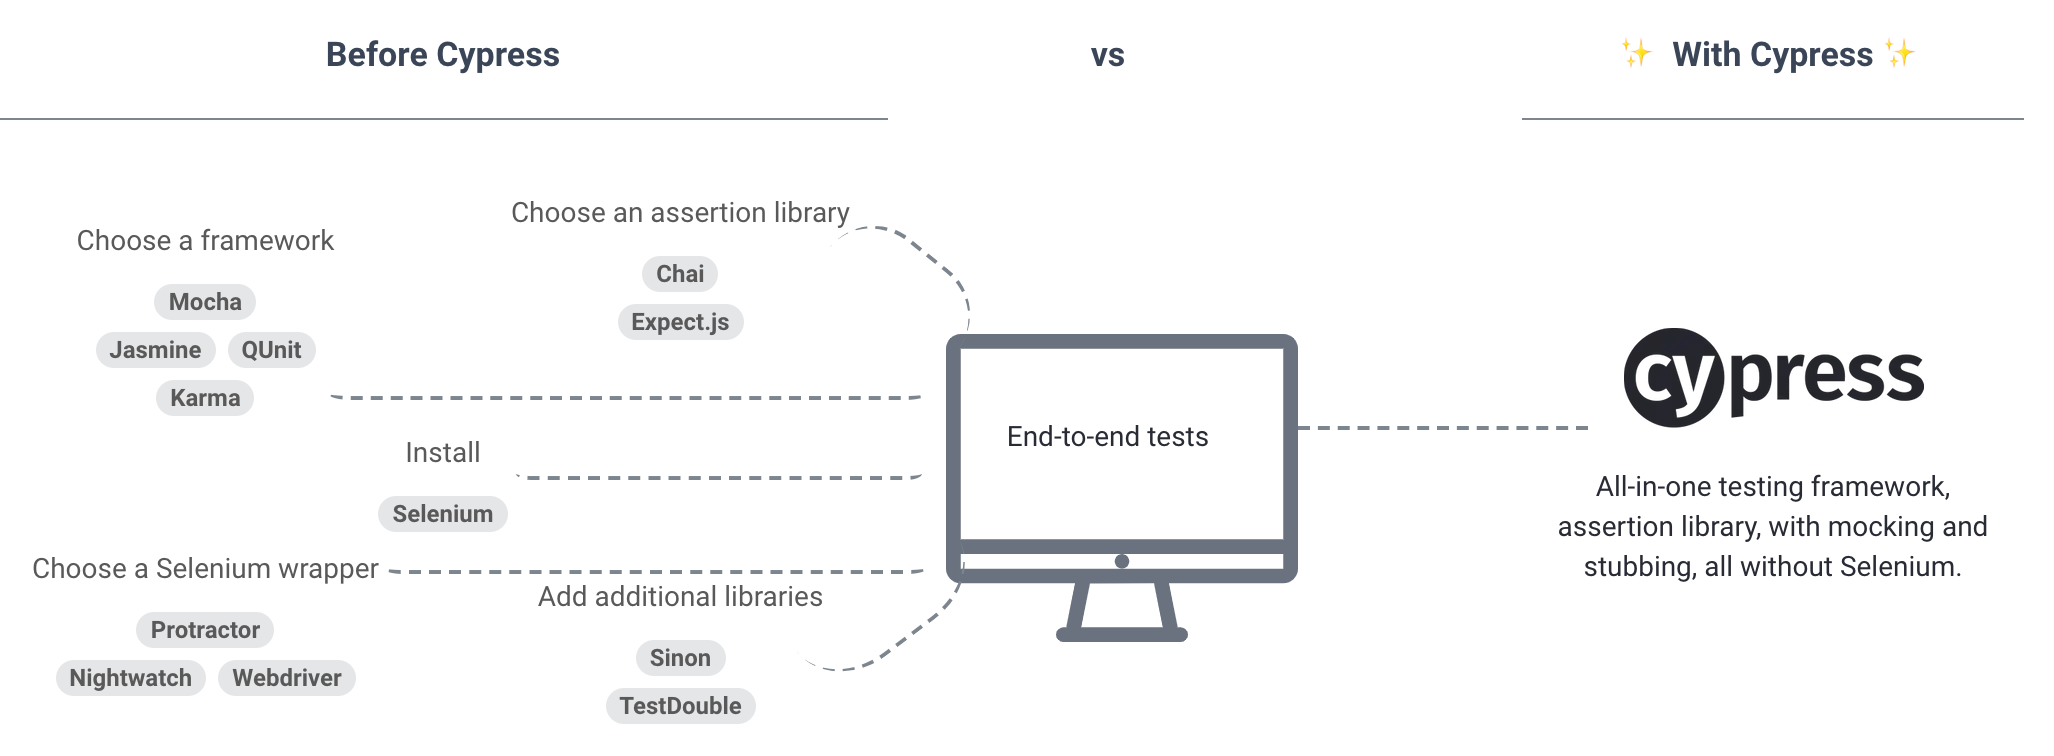 Before Cypress
vs
✨ With Cypress ✨
Choose a framework
Mocha
Jasmine QUnit
Karma
Choose an assertion library
Chai
Expect.js
Install
Selenium
Choose a Selenium wrapper
Protractor
Nightwatch Webdriver
Add additional libraries
Sinon
TestDouble
End-to-end tests
cypress
All-in-one testing framework,
assertion library, with mocking and
stubbing, all without Selenium.